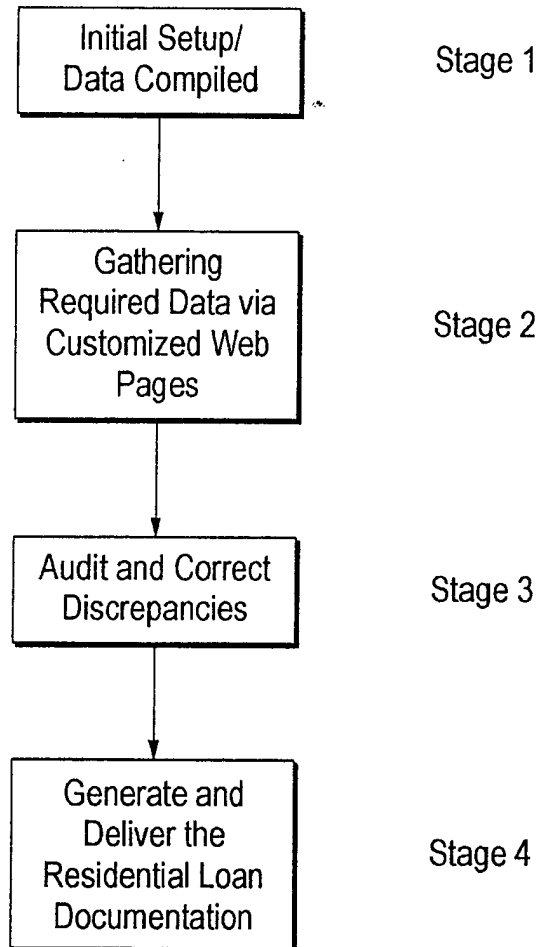 Initial Setup/
Data Compiled
Stage 1
Gathering
Required Data via
Customized Web
Pages
Stage 2
Audit and Correct
Discrepancies
Stage 3
Generate and
Deliver the
Residential Loan
Documentation
Stage 4